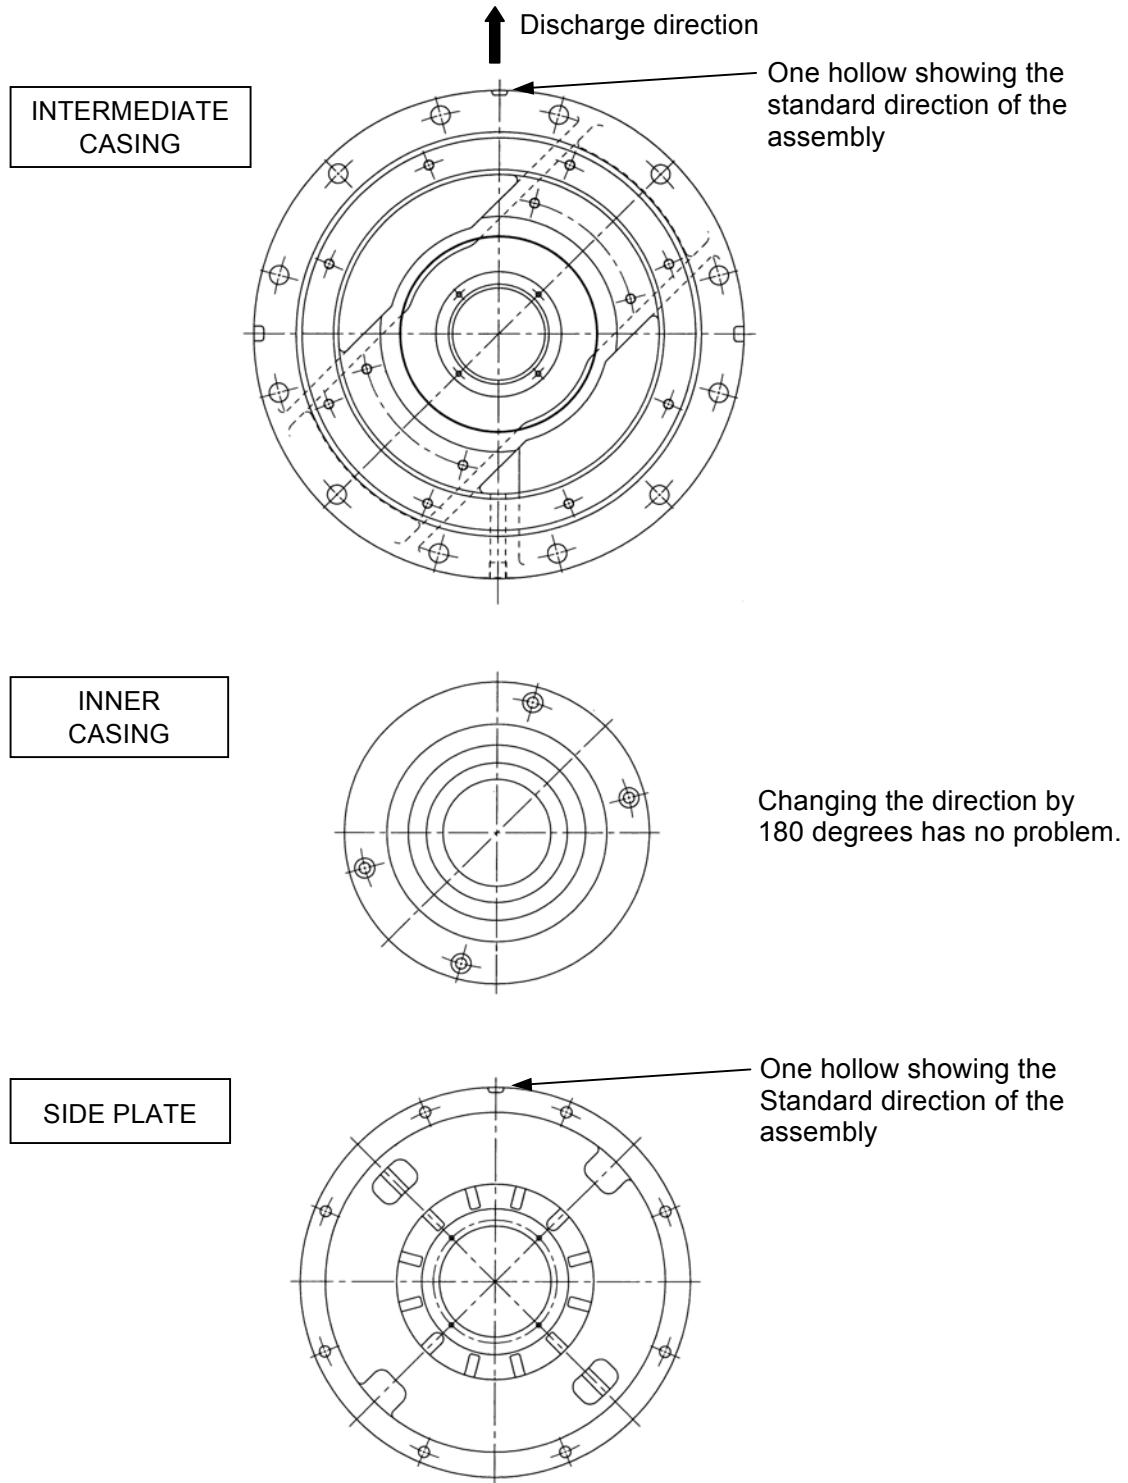 Discharge direction
One hollow showing the
standard direction of the
assembly
INTERMEDIATE
CASING
INNER
CASING
Changing the direction by
180 degrees has no problem.
One hollow showing the
Standard direction of the
assembly
SIDE PLATE